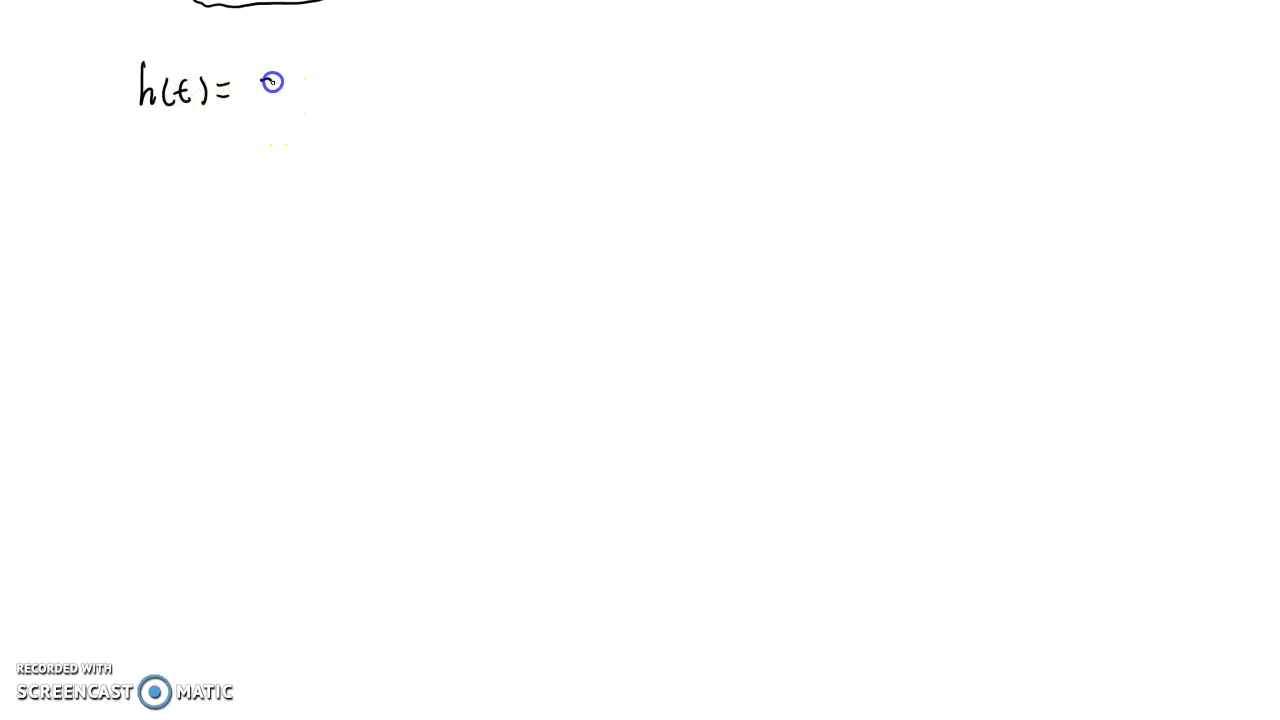 h(t) =
RECORDED WITH
SCREENCAST MATIC